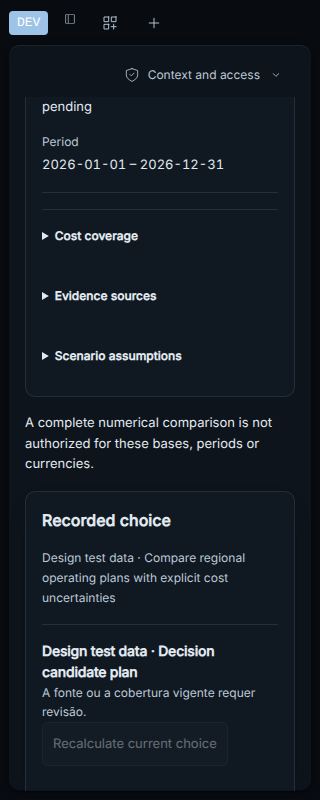 DEV
Context and access
pending
Period
2026-01-01 – 2026-12-31
Cost coverage
Evidence sources
Scenario assumptions
A complete numerical comparison is not
authorized for these bases, periods or
currencies.
Recorded choice
Design test data · Compare regional
operating plans with explicit cost
uncertainties
Design test data · Decision
candidate plan
A fonte ou a cobertura vigente requer
revisão.
Recalculate current choice